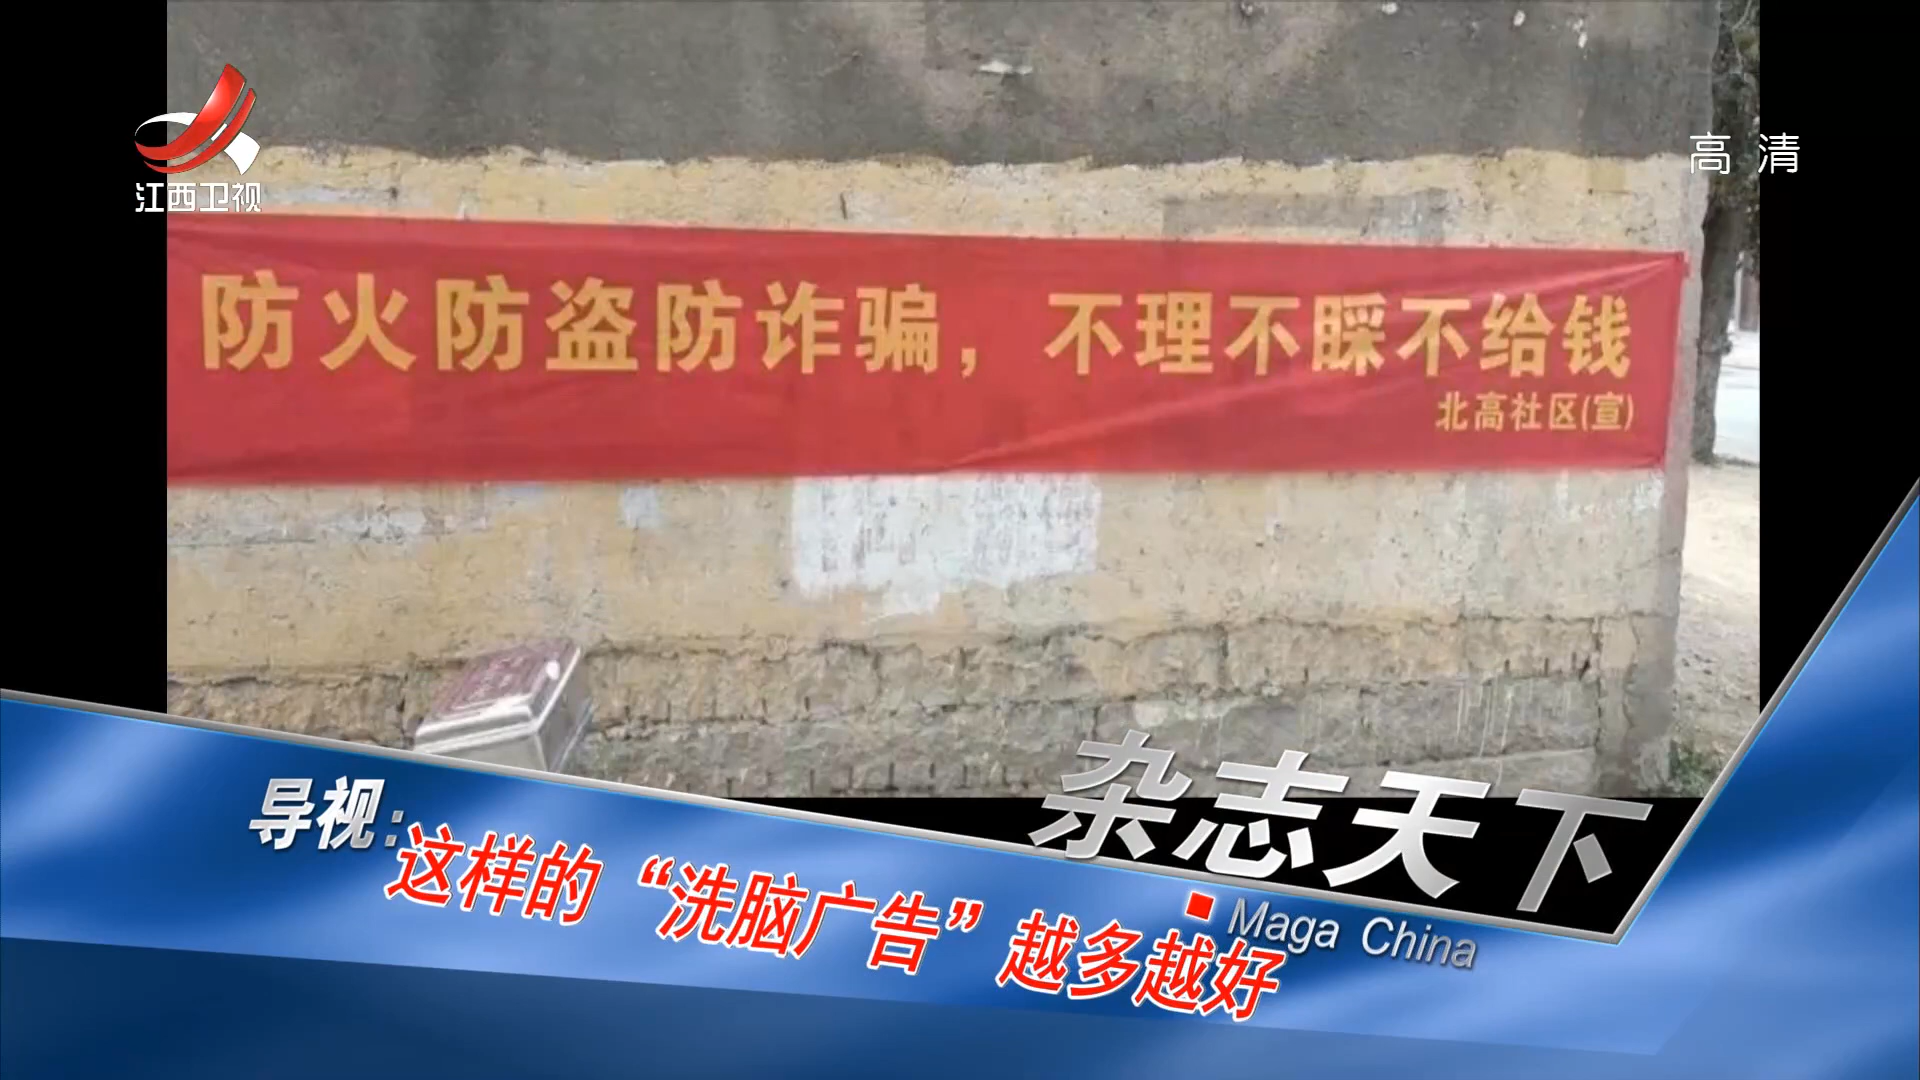 江西卫视
高清
防火防盗防诈骗，不理不睬不给钱
北高社区(宣)
杂志天下
Maga China
导视：
这样的“洗脑广告”越多越好